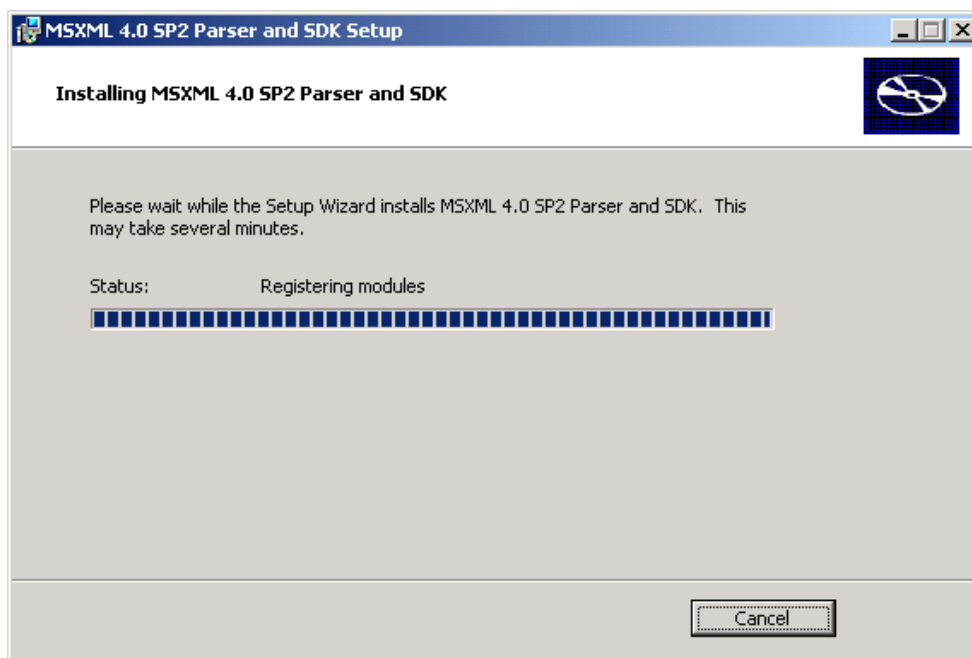 MSXML 4.0 SP2 Parser and SDK Setup
Installing MSXML 4.0 SP2 Parser and SDK
Please wait while the Setup Wizard installs MSXML 4.0 SP2 Parser and SDK. This
may take several minutes.
Status: Registering modules
Cancel